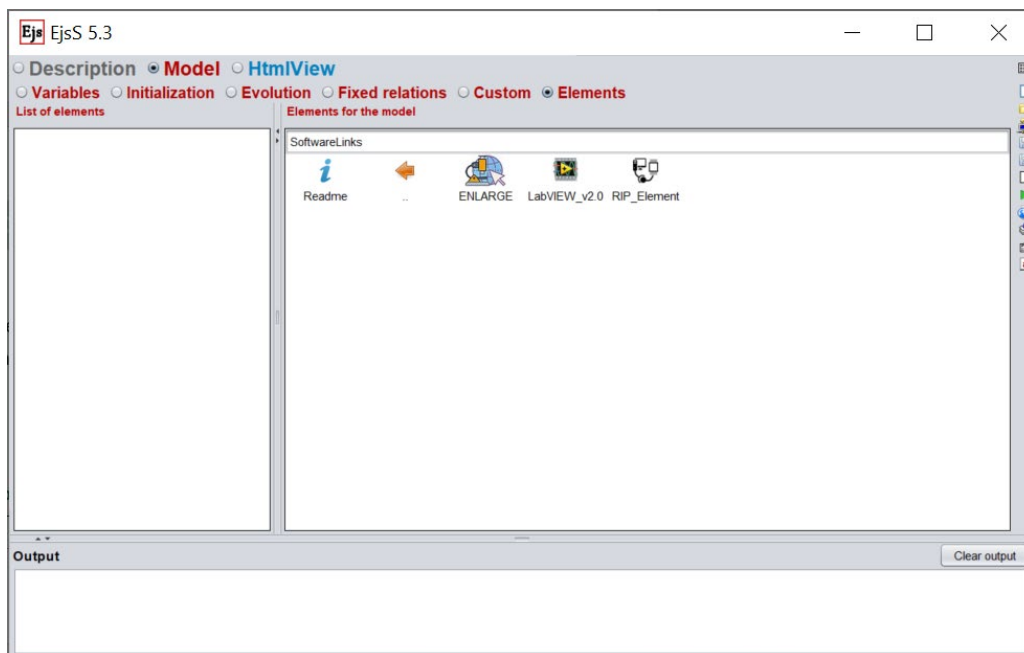 Ejs EjsS 5.3
Description Model HtmlView
Variables Initialization Evolution Fixed relations Custom Elements
List of elements Elements for the model
SoftwareLinks
i
Readme .. ENLARGE LabVIEW_v2.0 RIP_Element
Output Clear output